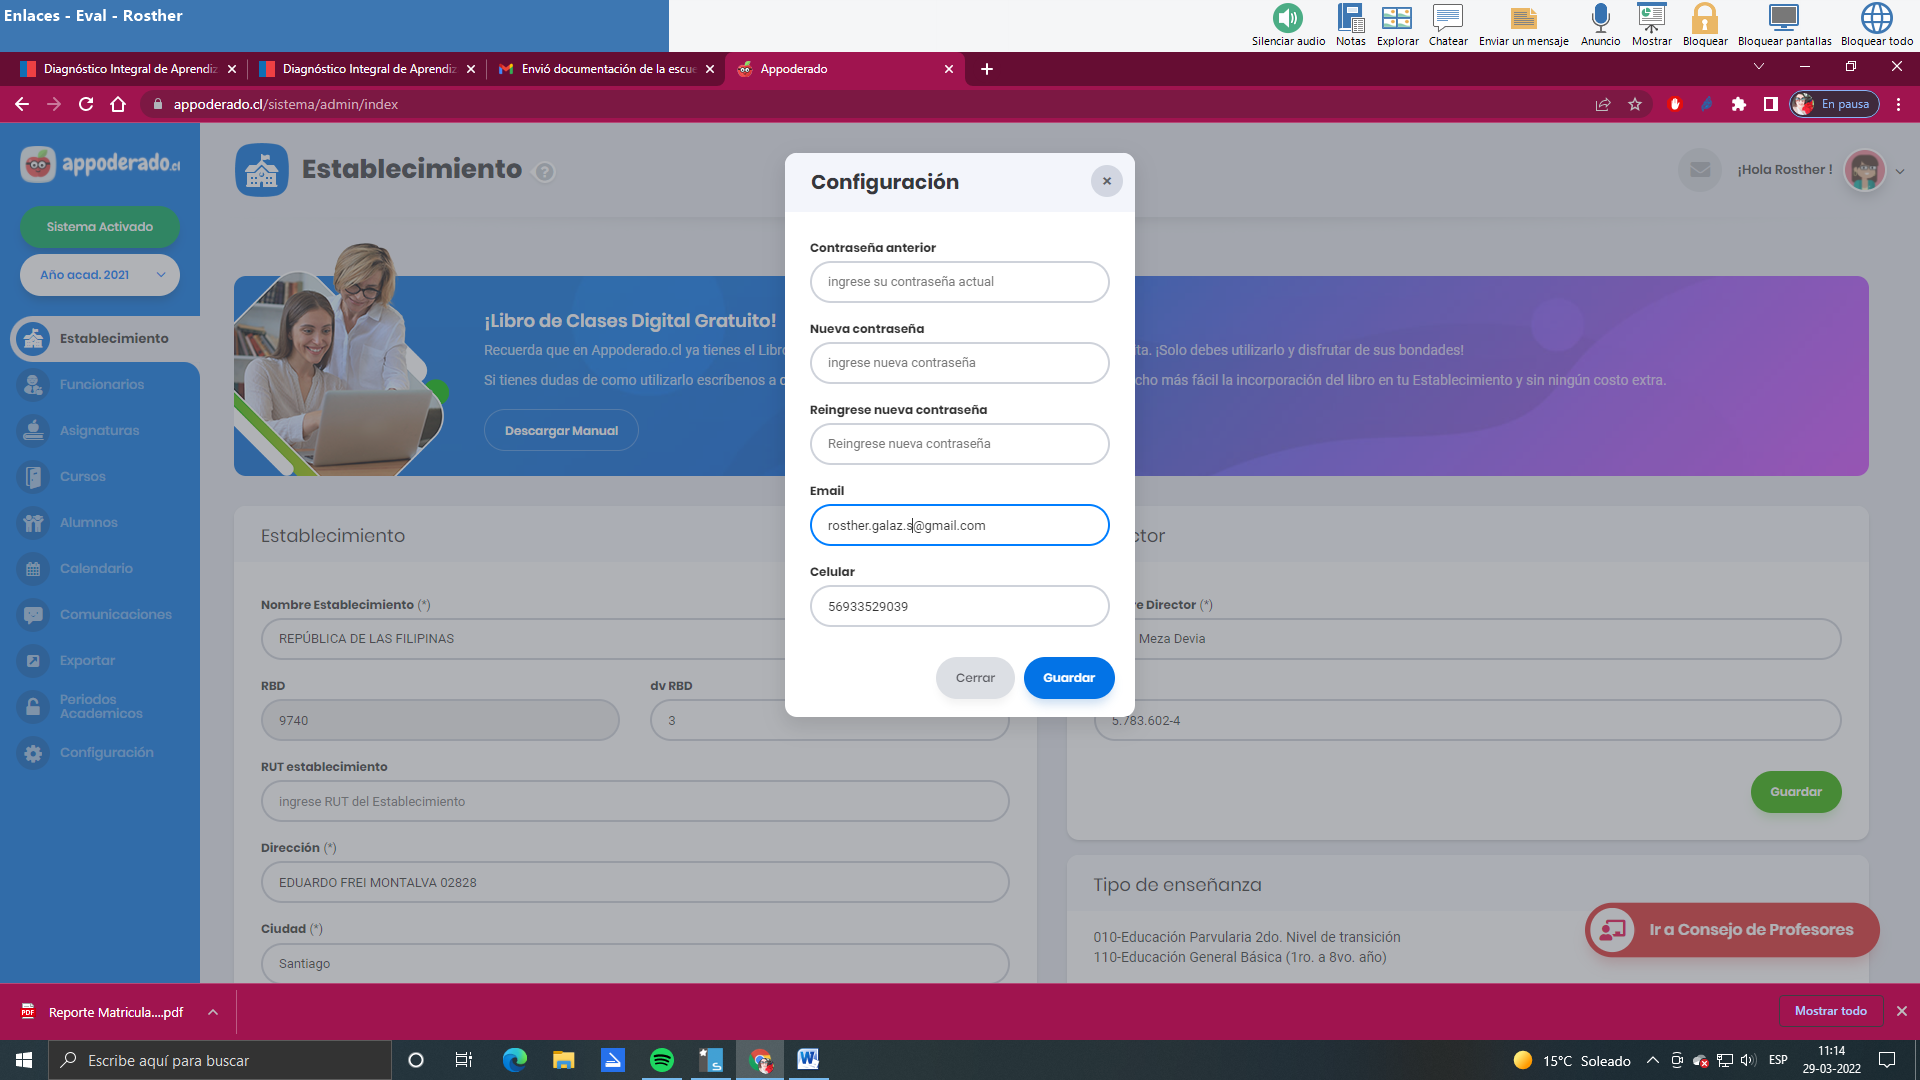 Enlaces - Eval - Rosther
Silenciar audio
Notas
Explorar
Chatear
Enviar un mensaje
Anuncio
Mostrar
Bloquear
Bloquear pantallas
Bloquear todo
Diagnóstico Integral de Aprendiz
Diagnóstico Integral de Aprendiz
Envió documentación de la escue
Appoderado
appoderado.cl/sistema/admin/index
En pausa
appoderado.cl
Establecimiento
?
¡Hola Rosther !
Sistema Activado
Año acad. 2021
Establecimiento
Funcionarios
Asignaturas
Cursos
Alumnos
Calendario
Comunicaciones
Exportar
Periodos
Academicos
Configuración
¡Libro de Clases Digital Gratuito!
Recuerda que en Appoderado.cl ya tienes el Libro
ta. ¡Solo debes utilizarlo y disfrutar de sus bondades!
Si tienes dudas de como utilizarlo escríbenos a
cho más fácil la incorporación del libro en tu Establecimiento y sin ningún costo extra.
Descargar Manual
Configuración
Contraseña anterior
ingrese su contraseña actual
Nueva contraseña
ingrese nueva contraseña
Reingrese nueva contraseña
Reingrese nueva contraseña
Email
rosther.galaz.s@gmail.com
Celular
56933529039
Cerrar
Guardar
Establecimiento
Nombre Establecimiento (*)
REPÚBLICA DE LAS FILIPINAS
RBD
9740
dv RBD
3
RUT establecimiento
ingrese RUT del Establecimiento
Dirección (*)
EDUARDO FREI MONTALVA 02828
Ciudad (*)
Santiago
ctor
e Director (*)
Meza Devia
5.783.602-4
Guardar
Tipo de enseñanza
010-Educación Parvularia 2do. Nivel de transición
110-Educación General Básica (1ro. a 8vo. año)
Ir a Consejo de Profesores
PDF
Reporte Matricula....pdf
Mostrar todo
Escribe aquí para buscar
15°C Soleado
ESP
11:14
29-03-2022